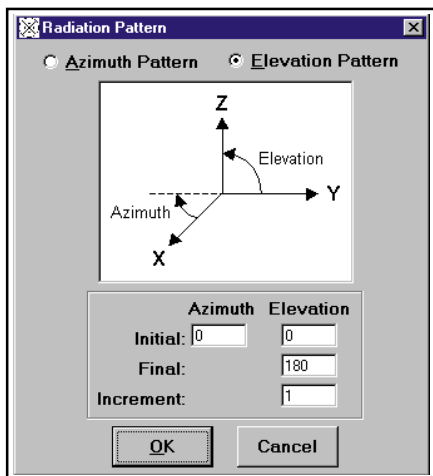 Radiation Pattern
Azimuth Pattern Elevation Pattern
Z
Elevation
Y
Azimuth
X
Azimuth Elevation
Initial: 0 0
Final: 180
Increment: 1
OK Cancel